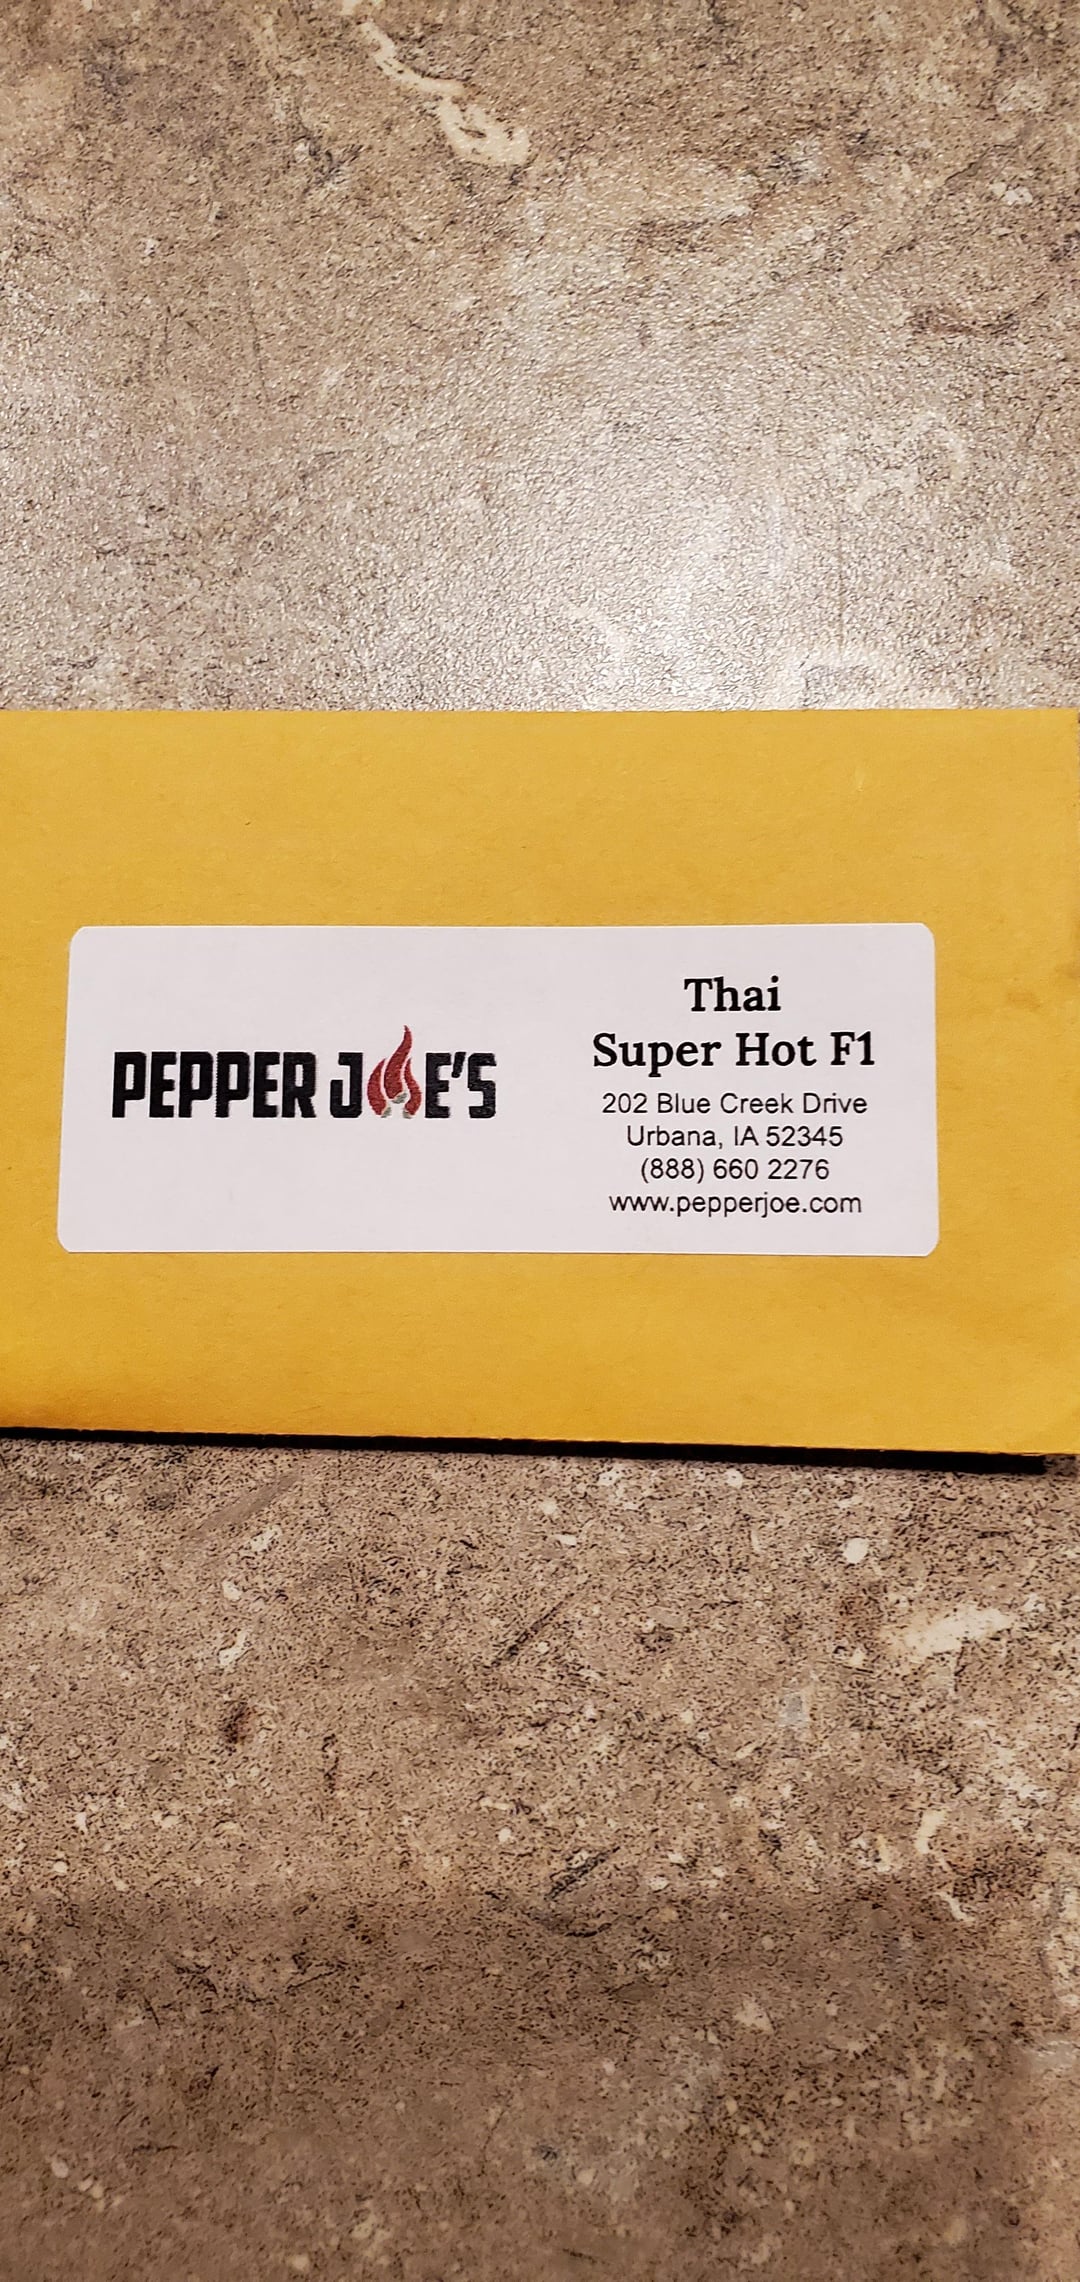 PEPPER JOE'S
Thai
Super Hot F1
202 Blue Creek Drive
Urbana, IA 52345
(888) 660 2276
www.pepperjoe.com